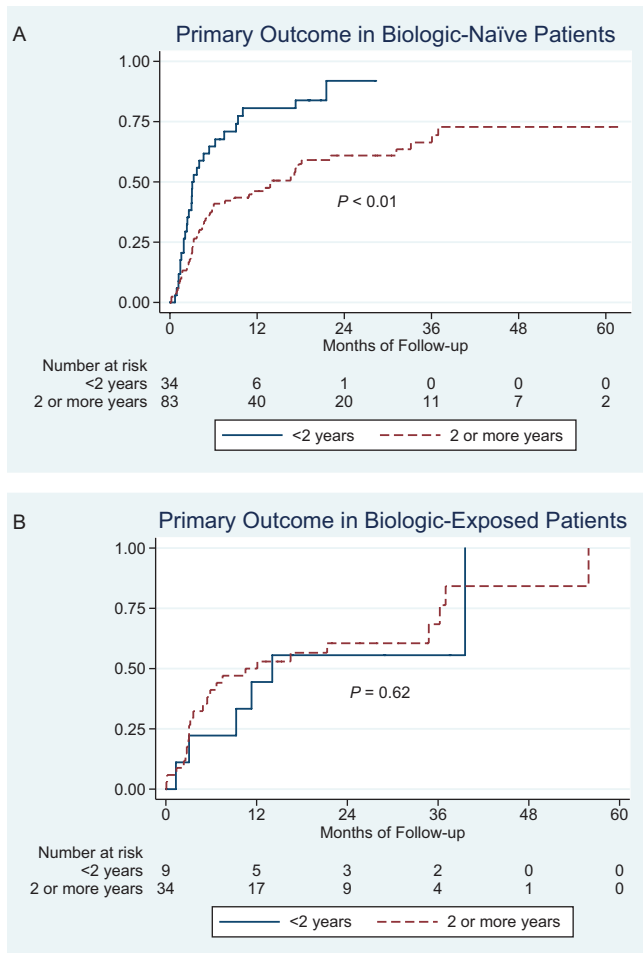 A
Primary Outcome in Biologic-Naïve Patients
1.00
0.75
0.50
0.25
0.00
P < 0.01
0 12 24 36 48 60
Months of Follow-up
Number at risk
<2 years 34 6 1 0 0 0
2 or more years 83 40 20 11 7 2
<2 years 2 or more years
B
Primary Outcome in Biologic-Exposed Patients
1.00
0.75
0.50
0.25
0.00
P = 0.62
0 12 24 36 48 60
Months of Follow-up
Number at risk
<2 years 9 5 3 2 0 0
2 or more years 34 17 9 4 1 0
<2 years 2 or more years